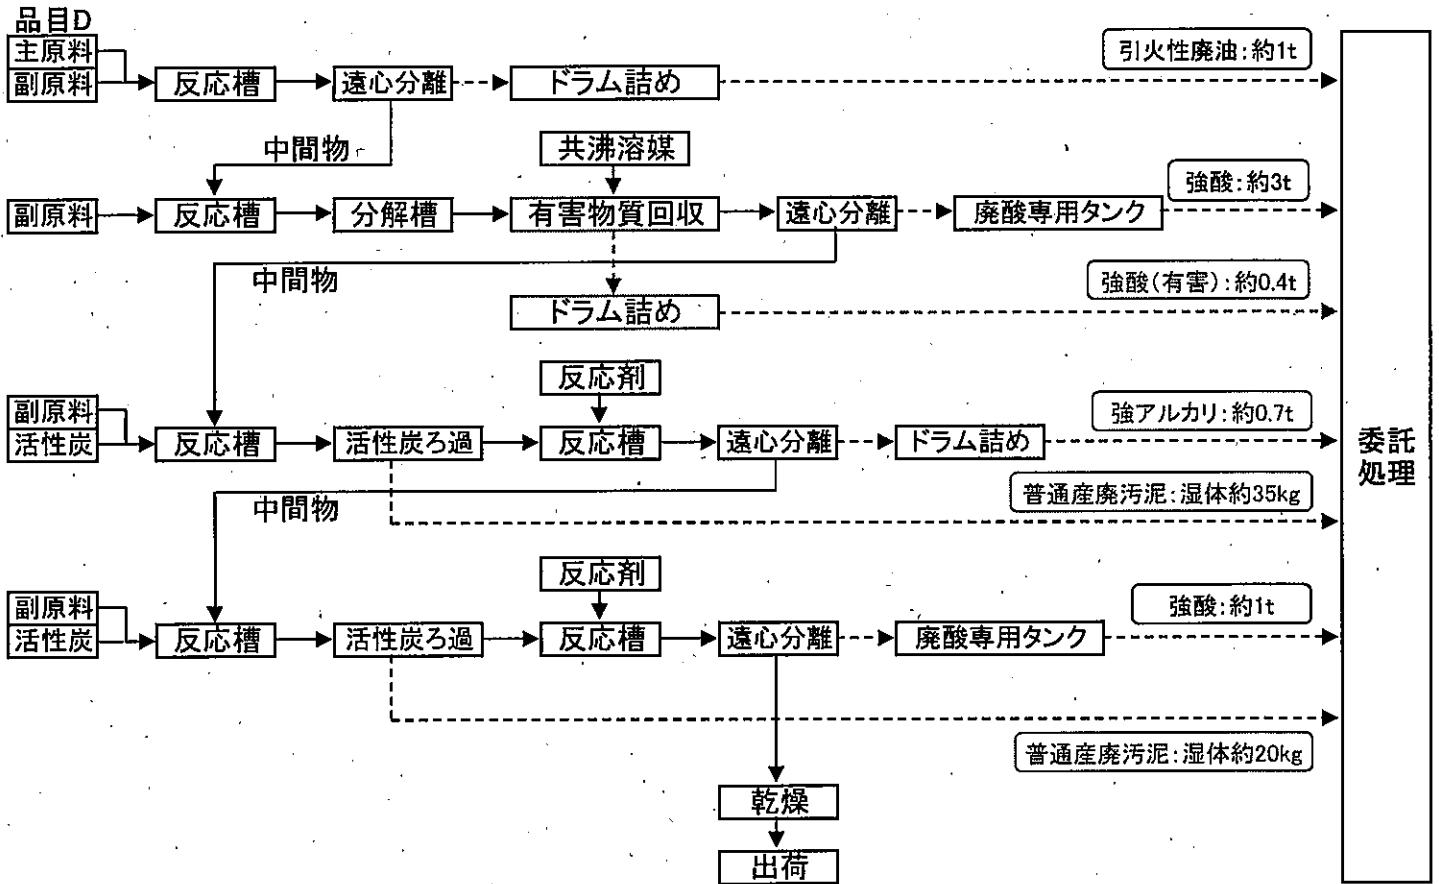 品目D
主原料
副原料
反応槽
遠心分離
ドラム詰め
引火性廃油：約1t
中間物
共沸溶媒
副原料
反応槽
分解槽
有害物質回収
遠心分離
廃酸専用タンク
強酸：約3t
中間物
ドラム詰め
強酸（有害）：約0.4t
反応剤
副原料
活性炭
反応槽
活性炭ろ過
反応槽
遠心分離
ドラム詰め
強アルカリ：約0.7t
委託
処理
中間物
普通産廃汚泥：湿体約35kg
反応剤
副原料
活性炭
反応槽
活性炭ろ過
反応槽
遠心分離
廃酸専用タンク
強酸：約1t
普通産廃汚泥：湿体約20kg
乾燥
出荷